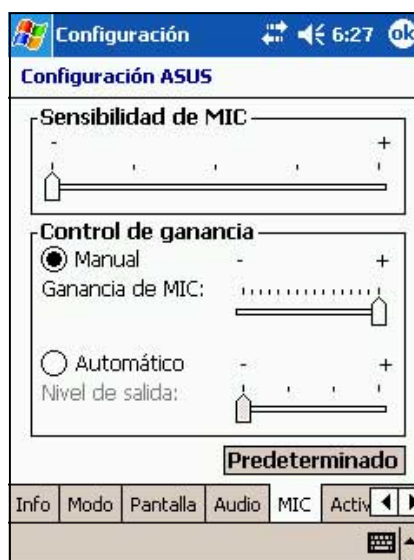 Configuración 6:27 ok
Configuración ASUS
Sensibilidad de MIC
- +
Control de ganancia
Manual - +
Ganancia de MIC:
Automático - +
Nivel de salida:
Predeterminado
Info Modo Pantalla Audio MIC Activ